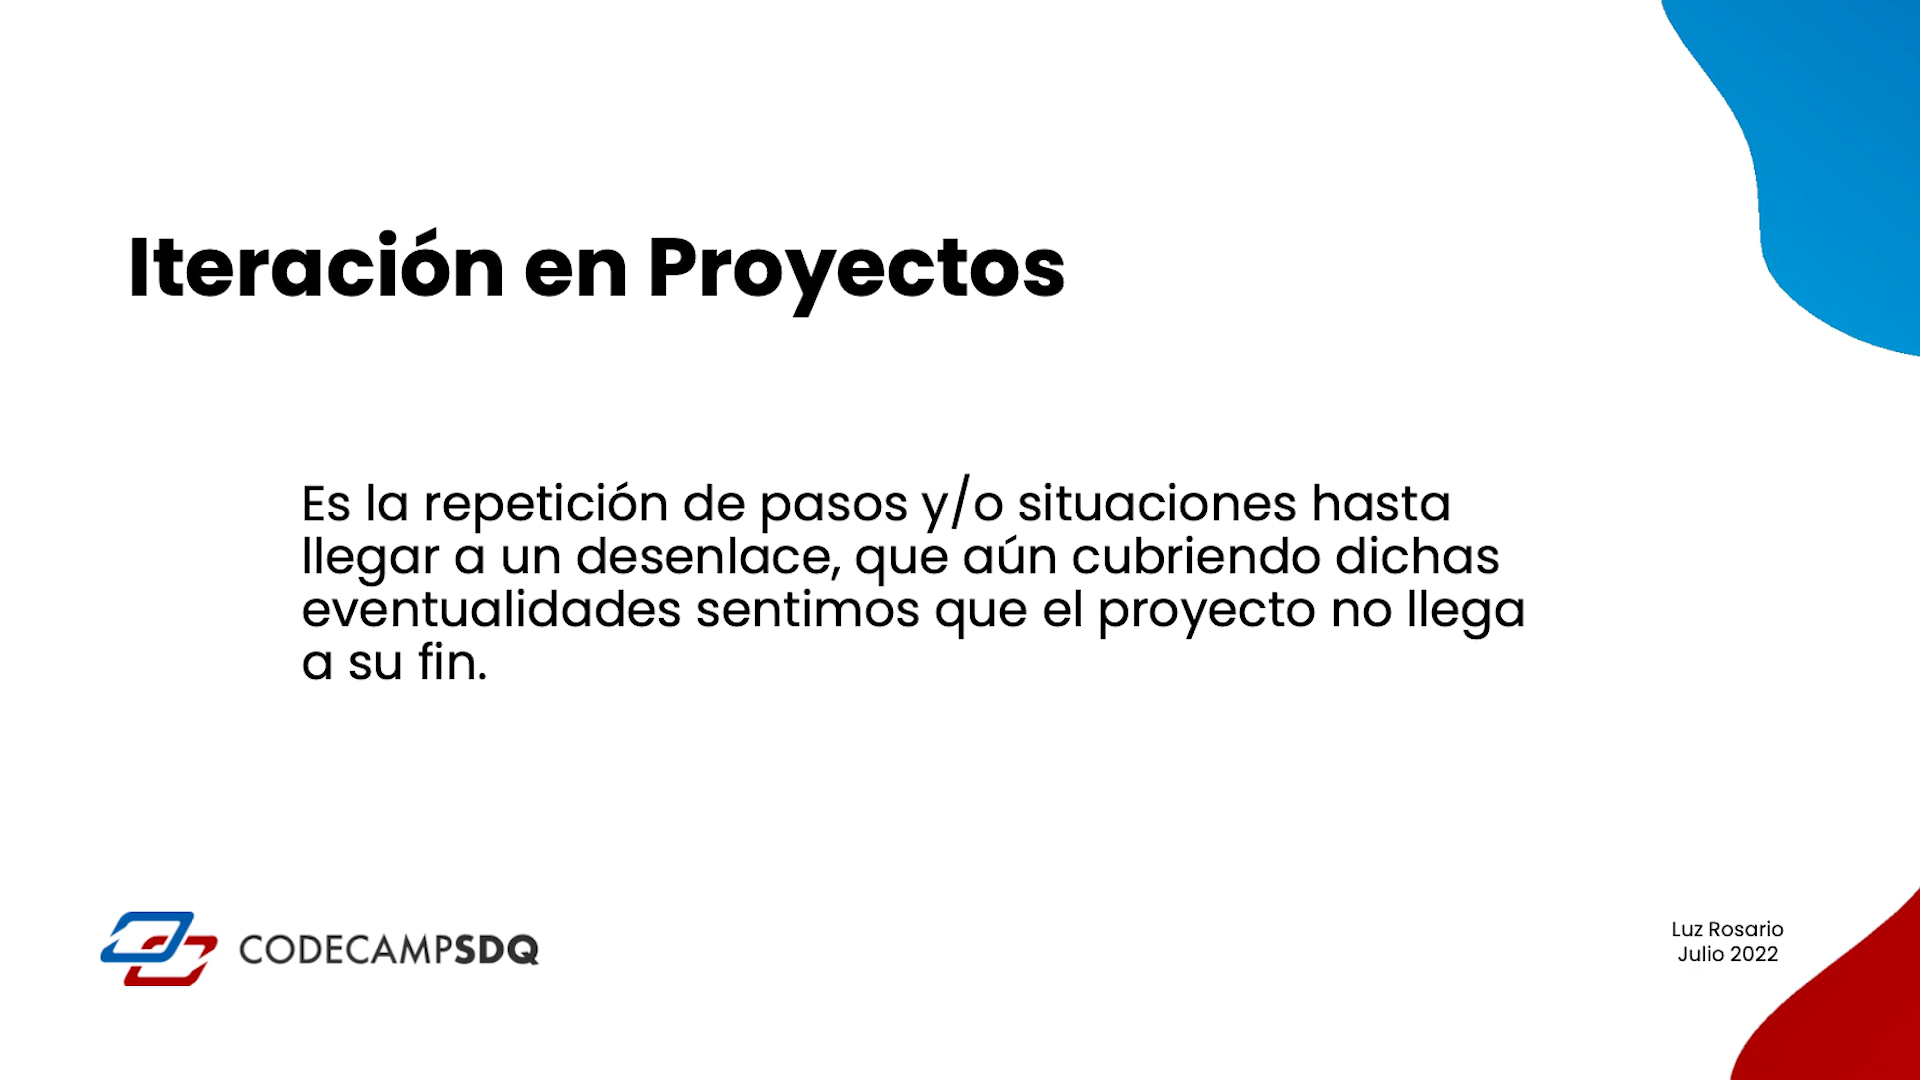 Iteración en Proyectos
Es la repetición de pasos y/o situaciones hasta
llegar a un desenlace, que aún cubriendo dichas
eventualidades sentimos que el proyecto no llega
a su fin.
CODECAMPSDQ
Luz Rosario
Julio 2022